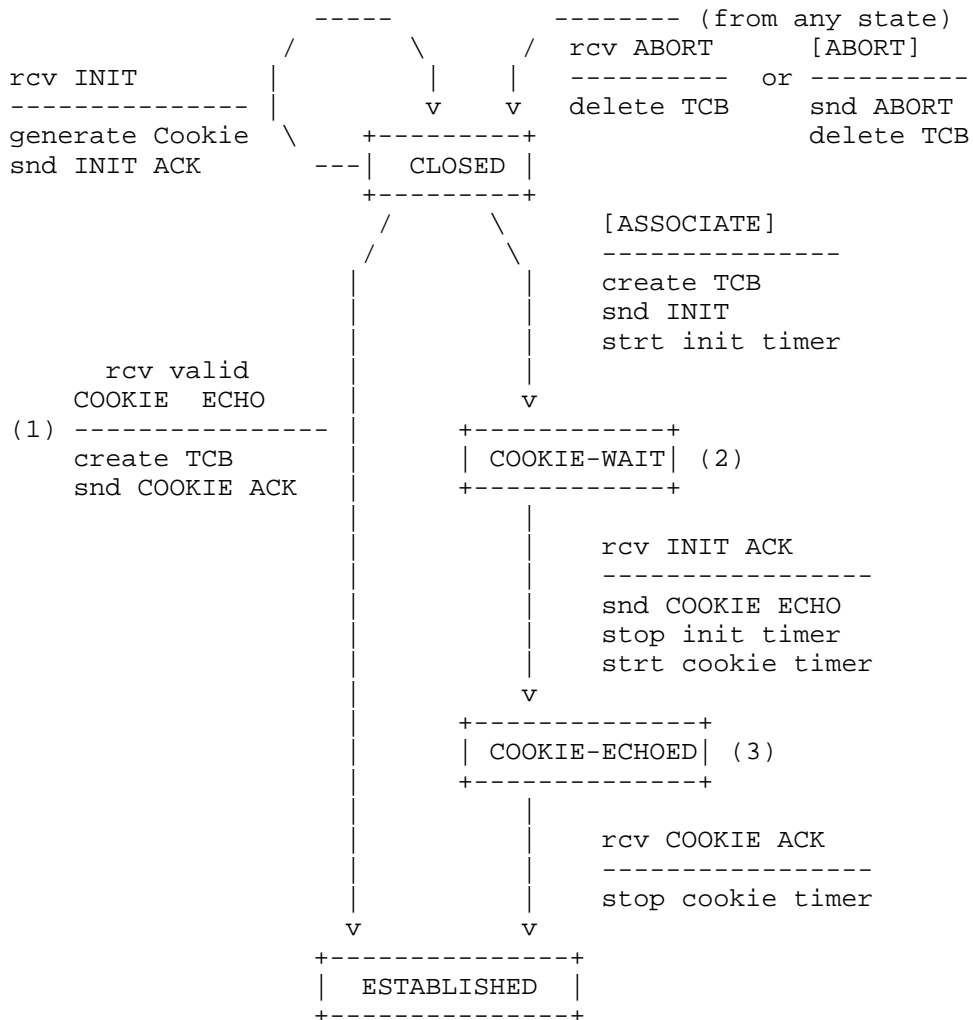 -----          -------- (from any state)
                     /       \      /  rcv ABORT      [ABORT]
rcv INIT            |         |    |   ----------  or ----------
--------------- |         v    v   delete TCB     snd ABORT
generate Cookie  \    +---------+                 delete TCB
snd INIT ACK       ---|  CLOSED |
                      +---------+
                       /      \       [ASSOCIATE]
                      /        \      ---------------
                     |          |     create TCB
                     |          |     snd INIT
                     |          |     strt init timer
      rcv valid      |          |
    COOKIE  ECHO     |          v
(1) ---------------- |      +------------+
    create TCB       |      | COOKIE-WAIT| (2)
    snd COOKIE ACK   |      +------------+
                     |          |
                     |          |     rcv INIT ACK
                     |          |     -----------------
                     |          |     snd COOKIE ECHO
                     |          |     stop init timer
                     |          |     strt cookie timer
                     |          v
                     |      +--------------+
                     |      | COOKIE-ECHOED| (3)
                     |      +--------------+
                     |          |
                     |          |     rcv COOKIE ACK
                     |          |     -----------------
                     |          |     stop cookie timer
                     v          v
                   +---------------+
                   |  ESTABLISHED  |
                   +---------------+